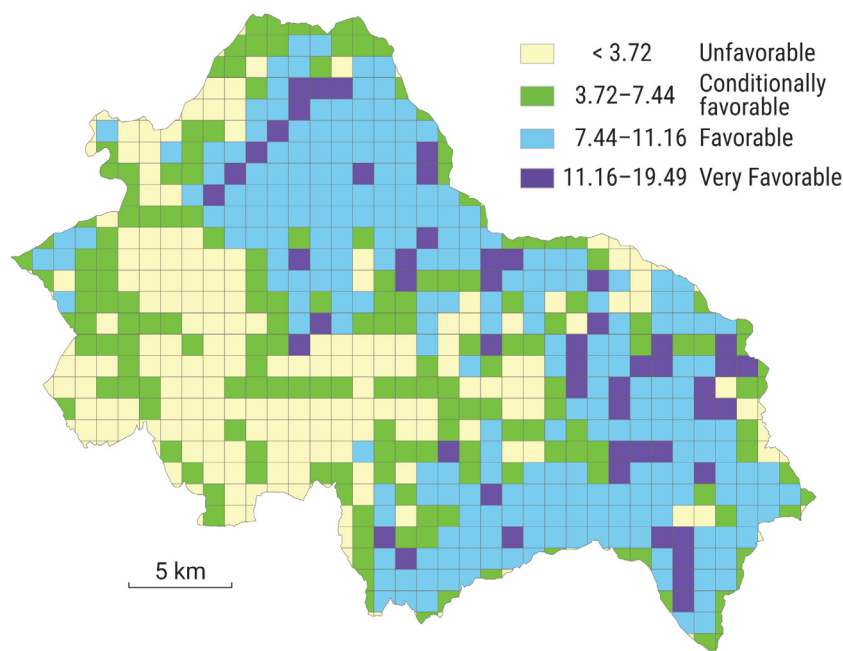 < 3.72 Unfavorable
3.72–7.44 Conditionally
favorable
7.44–11.16 Favorable
11.16–19.49 Very Favorable
5 km